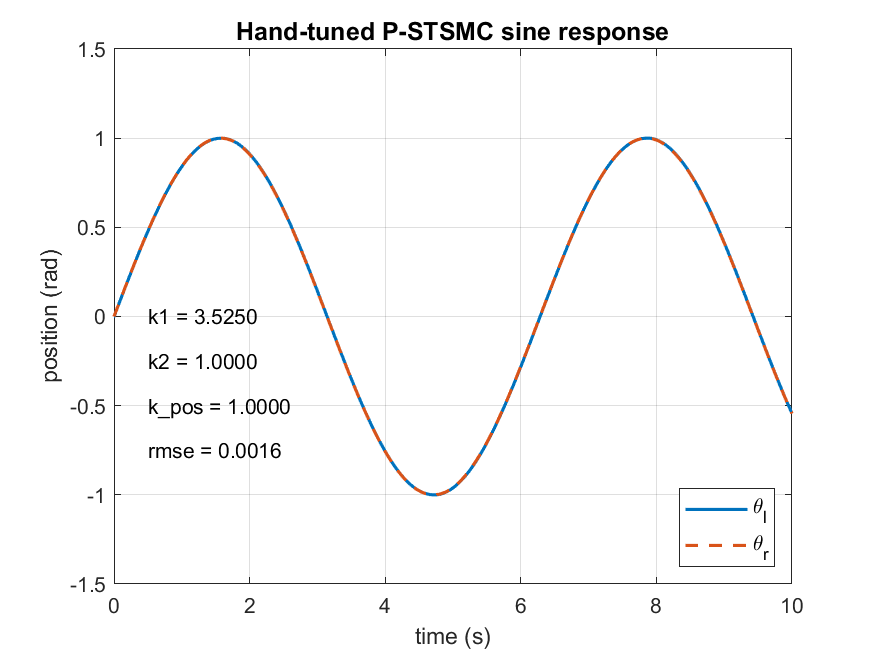 Hand-tuned P-STSMC sine response
1.5
1
0.5
0
-0.5
-1
-1.5
position (rad)
k1 = 3.5250
k2 = 1.0000
k_pos = 1.0000
rmse = 0.0016
θl
θr
0 2 4 6 8 10
time (s)